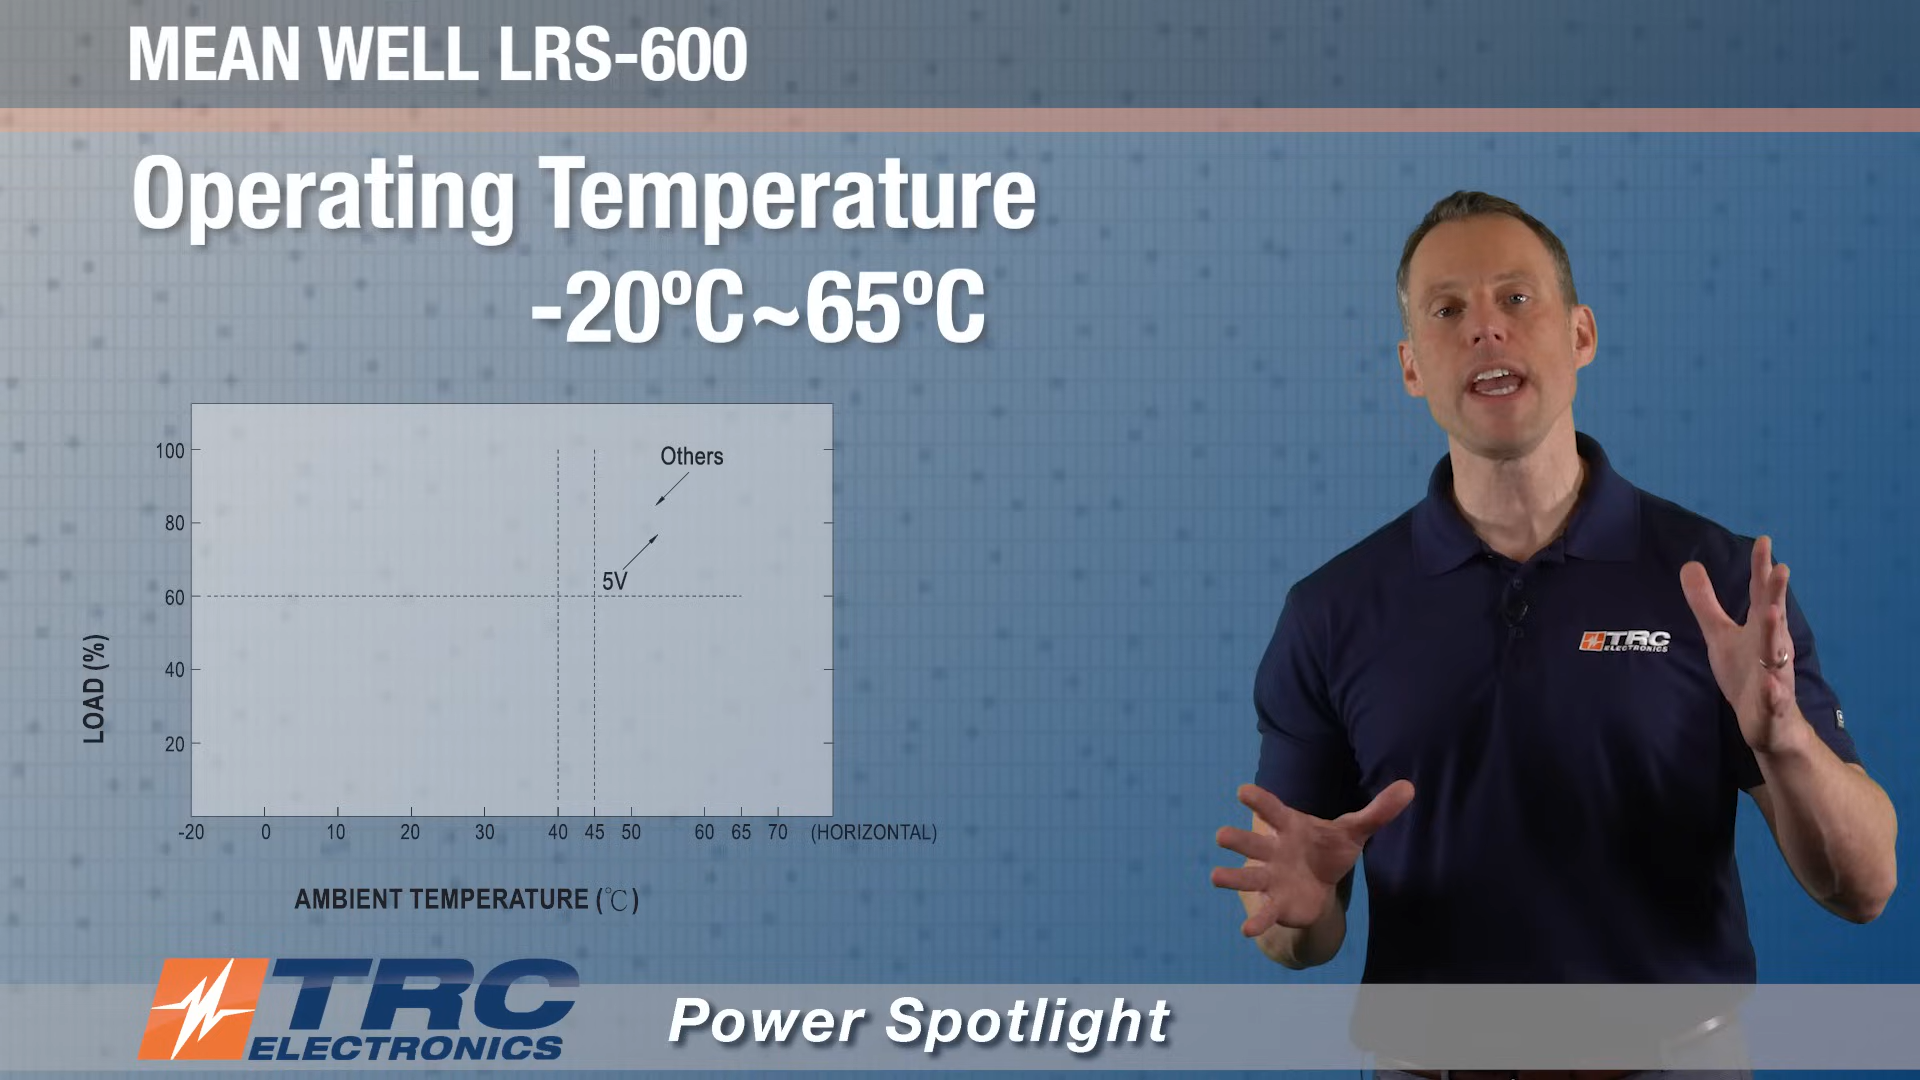 MEAN WELL LRS-600
Operating Temperature
-20ºC~65ºC
100
80
60
40
20
LOAD (%)
Others
5V
-20 0 10 20 30 40 45 50 60 65 70 (HORIZONTAL)
AMBIENT TEMPERATURE (℃)
TRC
ELECTRONICS
TRC
ELECTRONICS
Power Spotlight